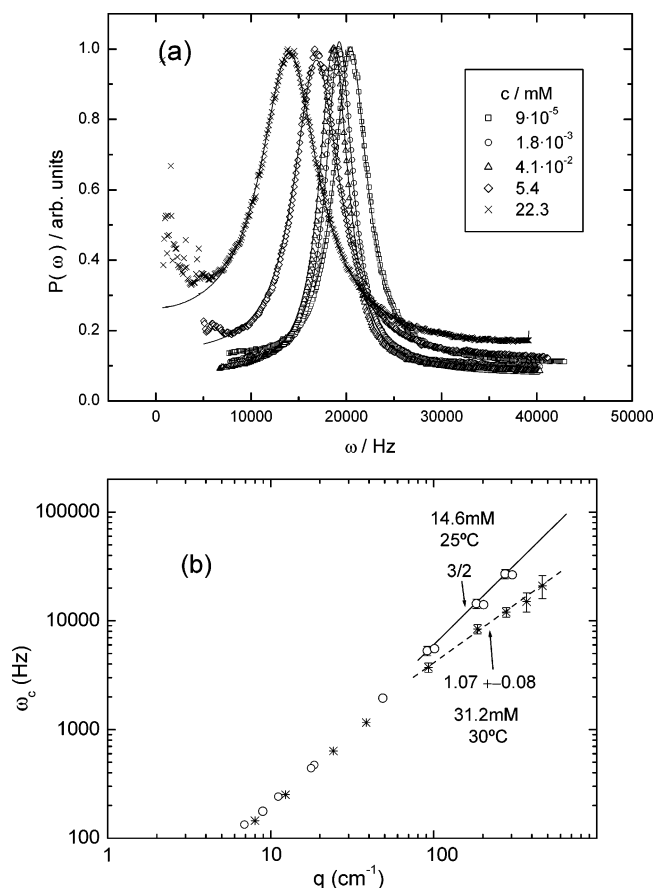 (a)
c / mM
9·10⁻⁵
1.8·10⁻³
4.1·10⁻²
5.4
22.3
P(ω) / arb. units
1.0
0.8
0.6
0.4
0.2
0.0
0 10000 20000 30000 40000 50000
ω / Hz
(b)
ω_c (Hz)
100000
10000
1000
100
14.6mM
25ºC
3/2
1.07 +−0.08
31.2mM
30ºC
1 10 100
q (cm⁻¹)